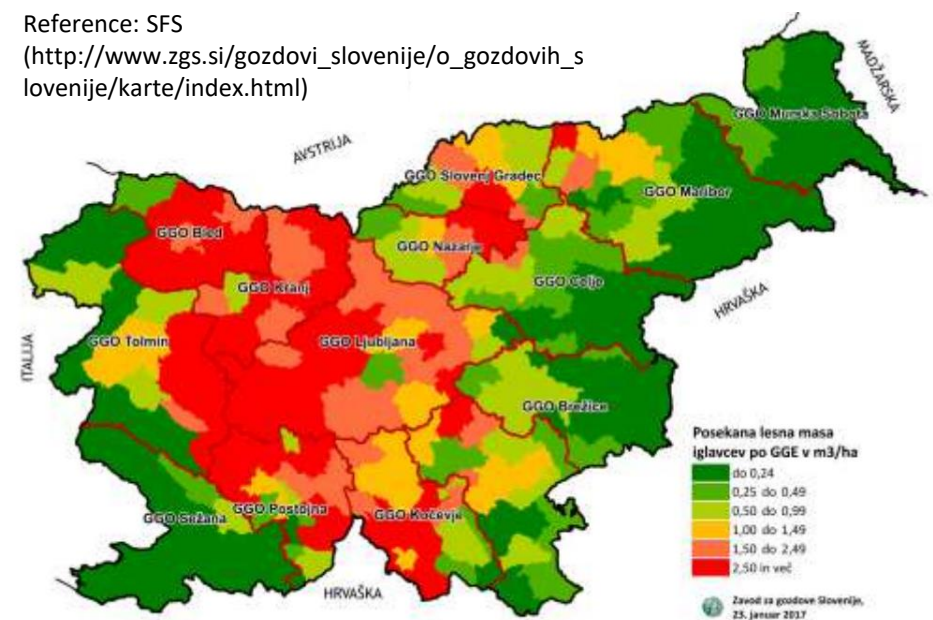 Reference: SFS
(http://www.zgs.si/gozdovi_slovenije/o_gozdovih_s
lovenije/karte/index.html)
MADŽARSKA
GGO Murska Sobota
AVSTRIJA
GGO Slovenj Gradec
GGO Maribor
GGO Bled
GGO Nazarje
GGO Celje
GGO Kranj
HRVAŠKA
ITALIJA
GGO Tolmin
GGO Ljubljana
GGO Brežice
Posekana lesna masa
iglavcev po GGE v m3/ha
do 0,24
0,25 do 0,49
0,50 do 0,99
1,00 do 1,49
1,50 do 2,49
2,50 in več
GGO Sežana
GGO Postojna
GGO Kočevje
HRVAŠKA
Zavod za gozdove Slovenije,
23. januar 2017